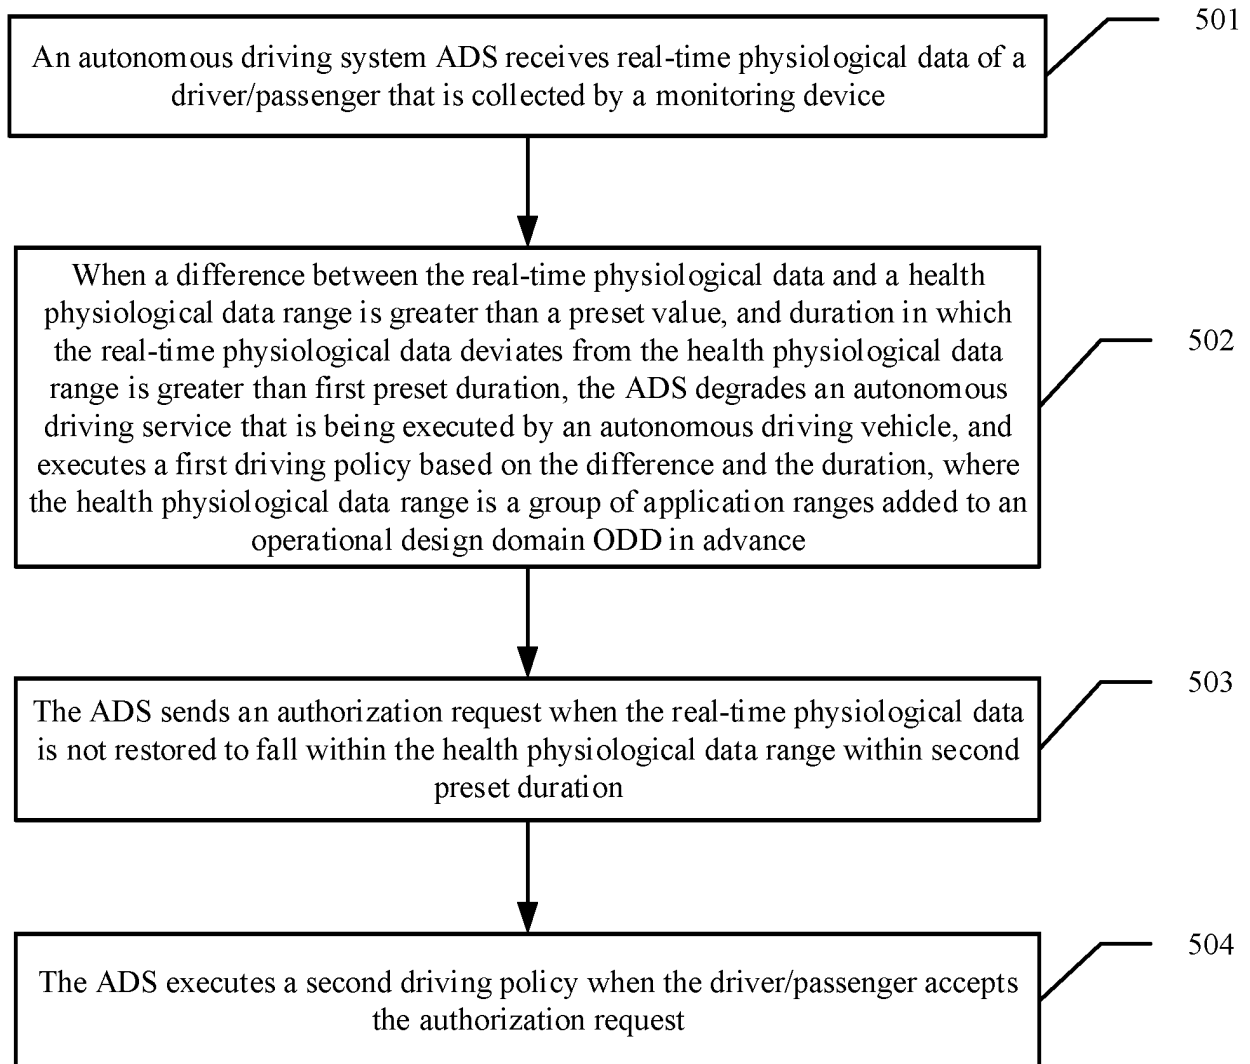 An autonomous driving system ADS receives real-time physiological data of a
driver/passenger that is collected by a monitoring device
501
When a difference between the real-time physiological data and a health
physiological data range is greater than a preset value, and duration in which
the real-time physiological data deviates from the health physiological data
range is greater than first preset duration, the ADS degrades an autonomous
driving service that is being executed by an autonomous driving vehicle, and
executes a first driving policy based on the difference and the duration, where
the health physiological data range is a group of application ranges added to an
operational design domain ODD in advance
502
The ADS sends an authorization request when the real-time physiological data
is not restored to fall within the health physiological data range within second
preset duration
503
The ADS executes a second driving policy when the driver/passenger accepts
the authorization request
504